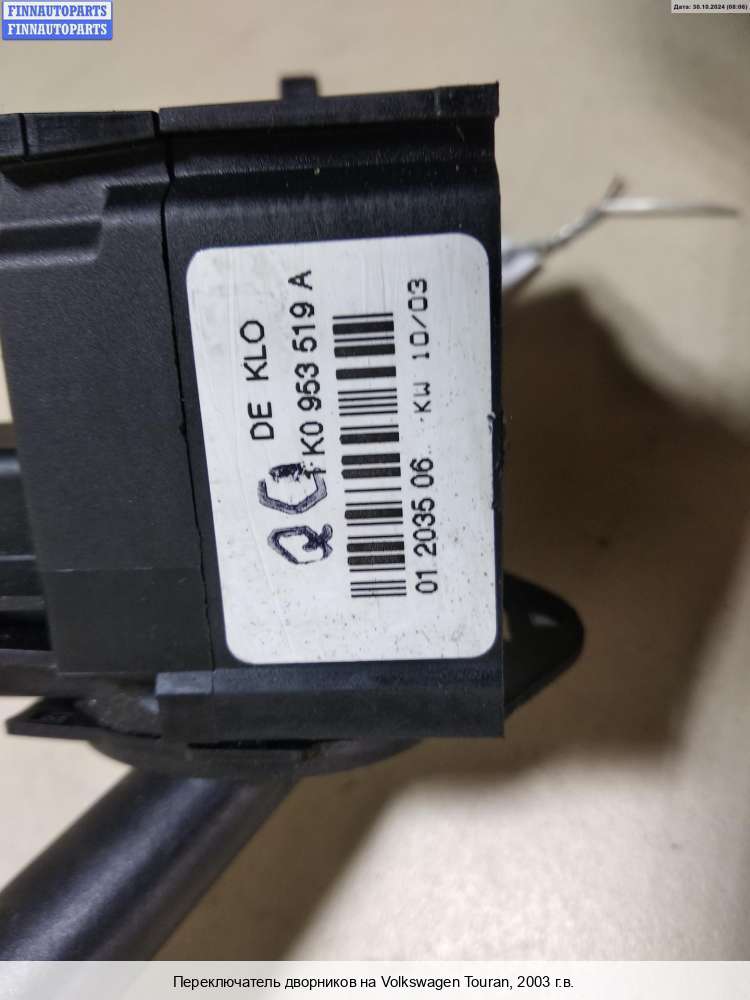 FINNAUTOPARTS
FINNAUTOPARTS
Дата: 30.10.2024 (08:06)
DE KLO
1K0 953 519 A
KW 10/03
01 2035 06
Переключатель дворников на Volkswagen Touran, 2003 г.в.